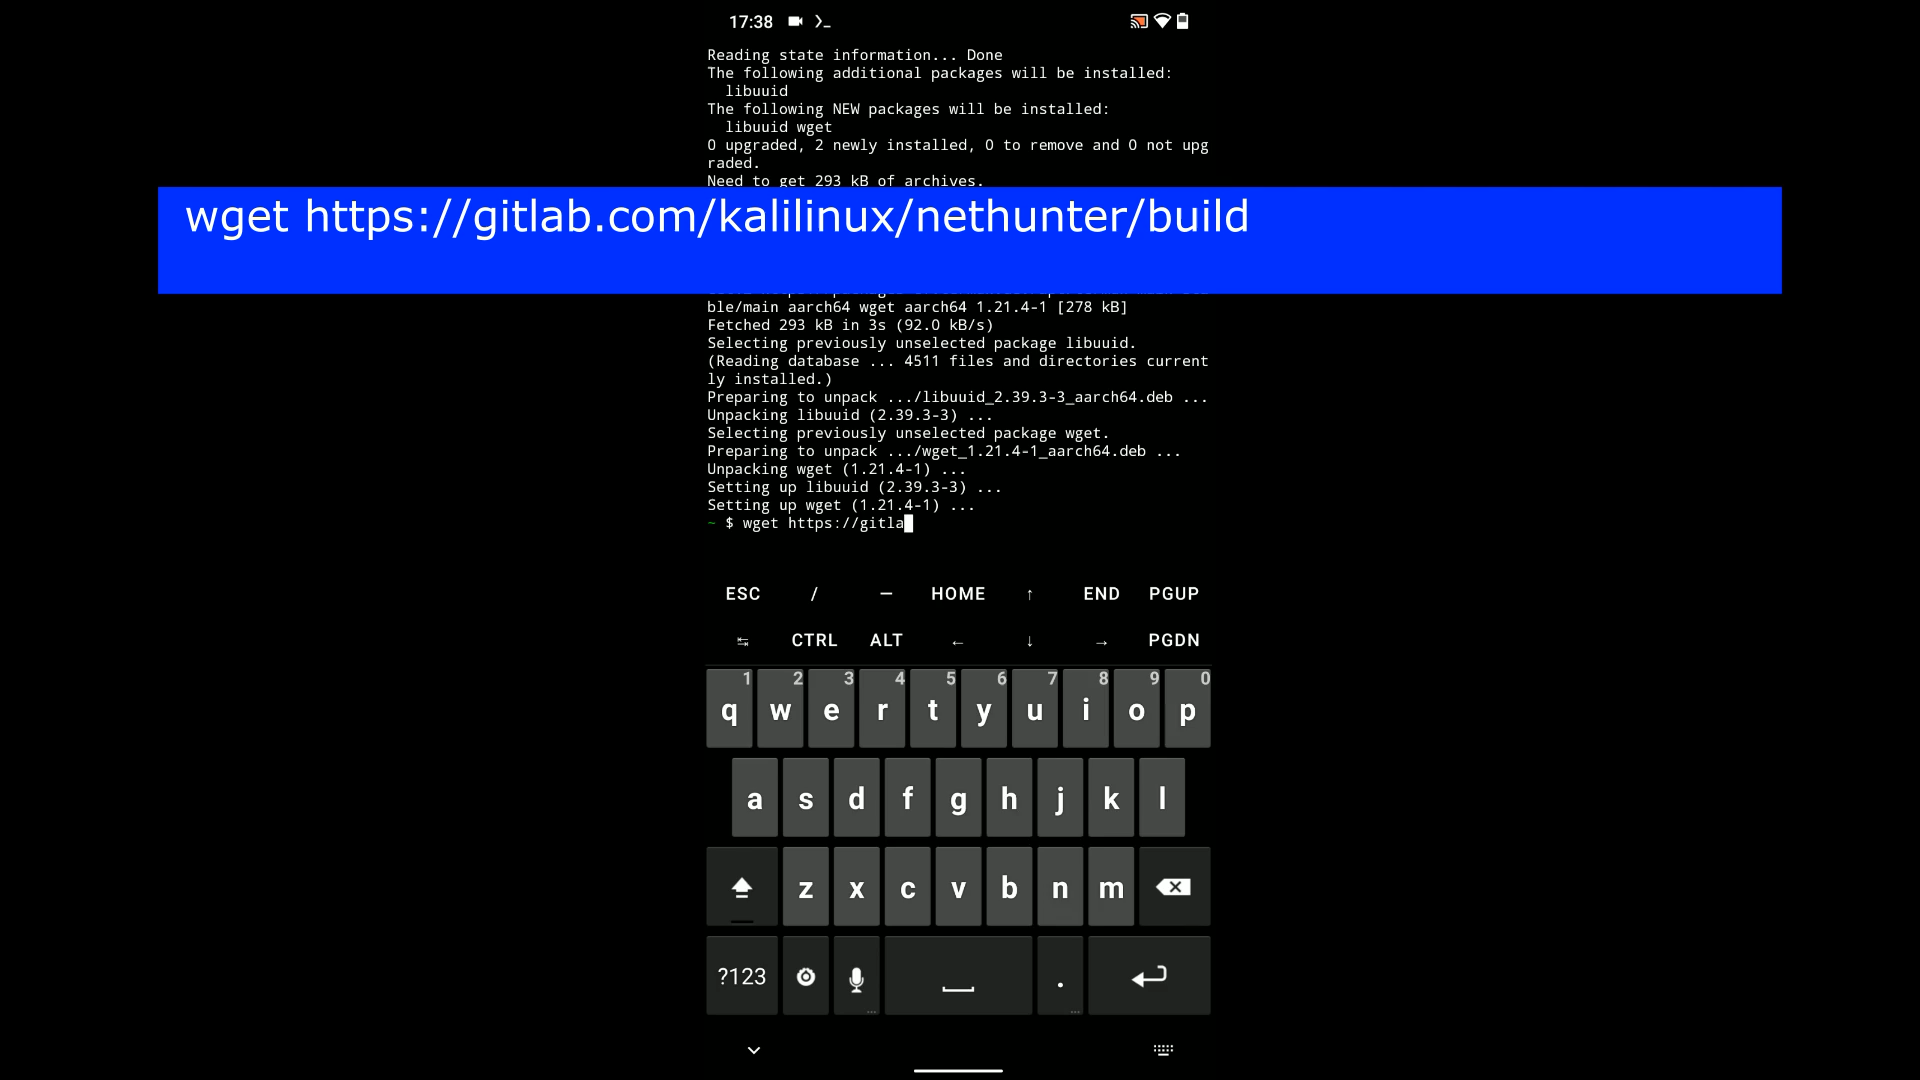 17:38
Reading state information... Done
The following additional packages will be installed:
libuuid
The following NEW packages will be installed:
libuuid wget
0 upgraded, 2 newly installed, 0 to remove and 0 not upg
raded.
Need to get 293 kB of archives.
wget https://gitlab.com/kalilinux/nethunter/build
ble/main aarch64 wget aarch64 1.21.4-1 [278 kB]
Fetched 293 kB in 3s (92.0 kB/s)
Selecting previously unselected package libuuid.
(Reading database ... 4511 files and directories current
ly installed.)
Preparing to unpack .../libuuid_2.39.3-3_aarch64.deb ...
Unpacking libuuid (2.39.3-3) ...
Selecting previously unselected package wget.
Preparing to unpack .../wget_1.21.4-1_aarch64.deb ...
Unpacking wget (1.21.4-1) ...
Setting up libuuid (2.39.3-3) ...
Setting up wget (1.21.4-1) ...
~ $ wget https://gitla
ESC / — HOME ↑ END PGUP
↹ CTRL ALT ← ↓ → PGDN
1 2 3 4 5 6 7 8 9 0
q w e r t y u i o p
a s d f g h j k l
z x c v b n m
?123 .